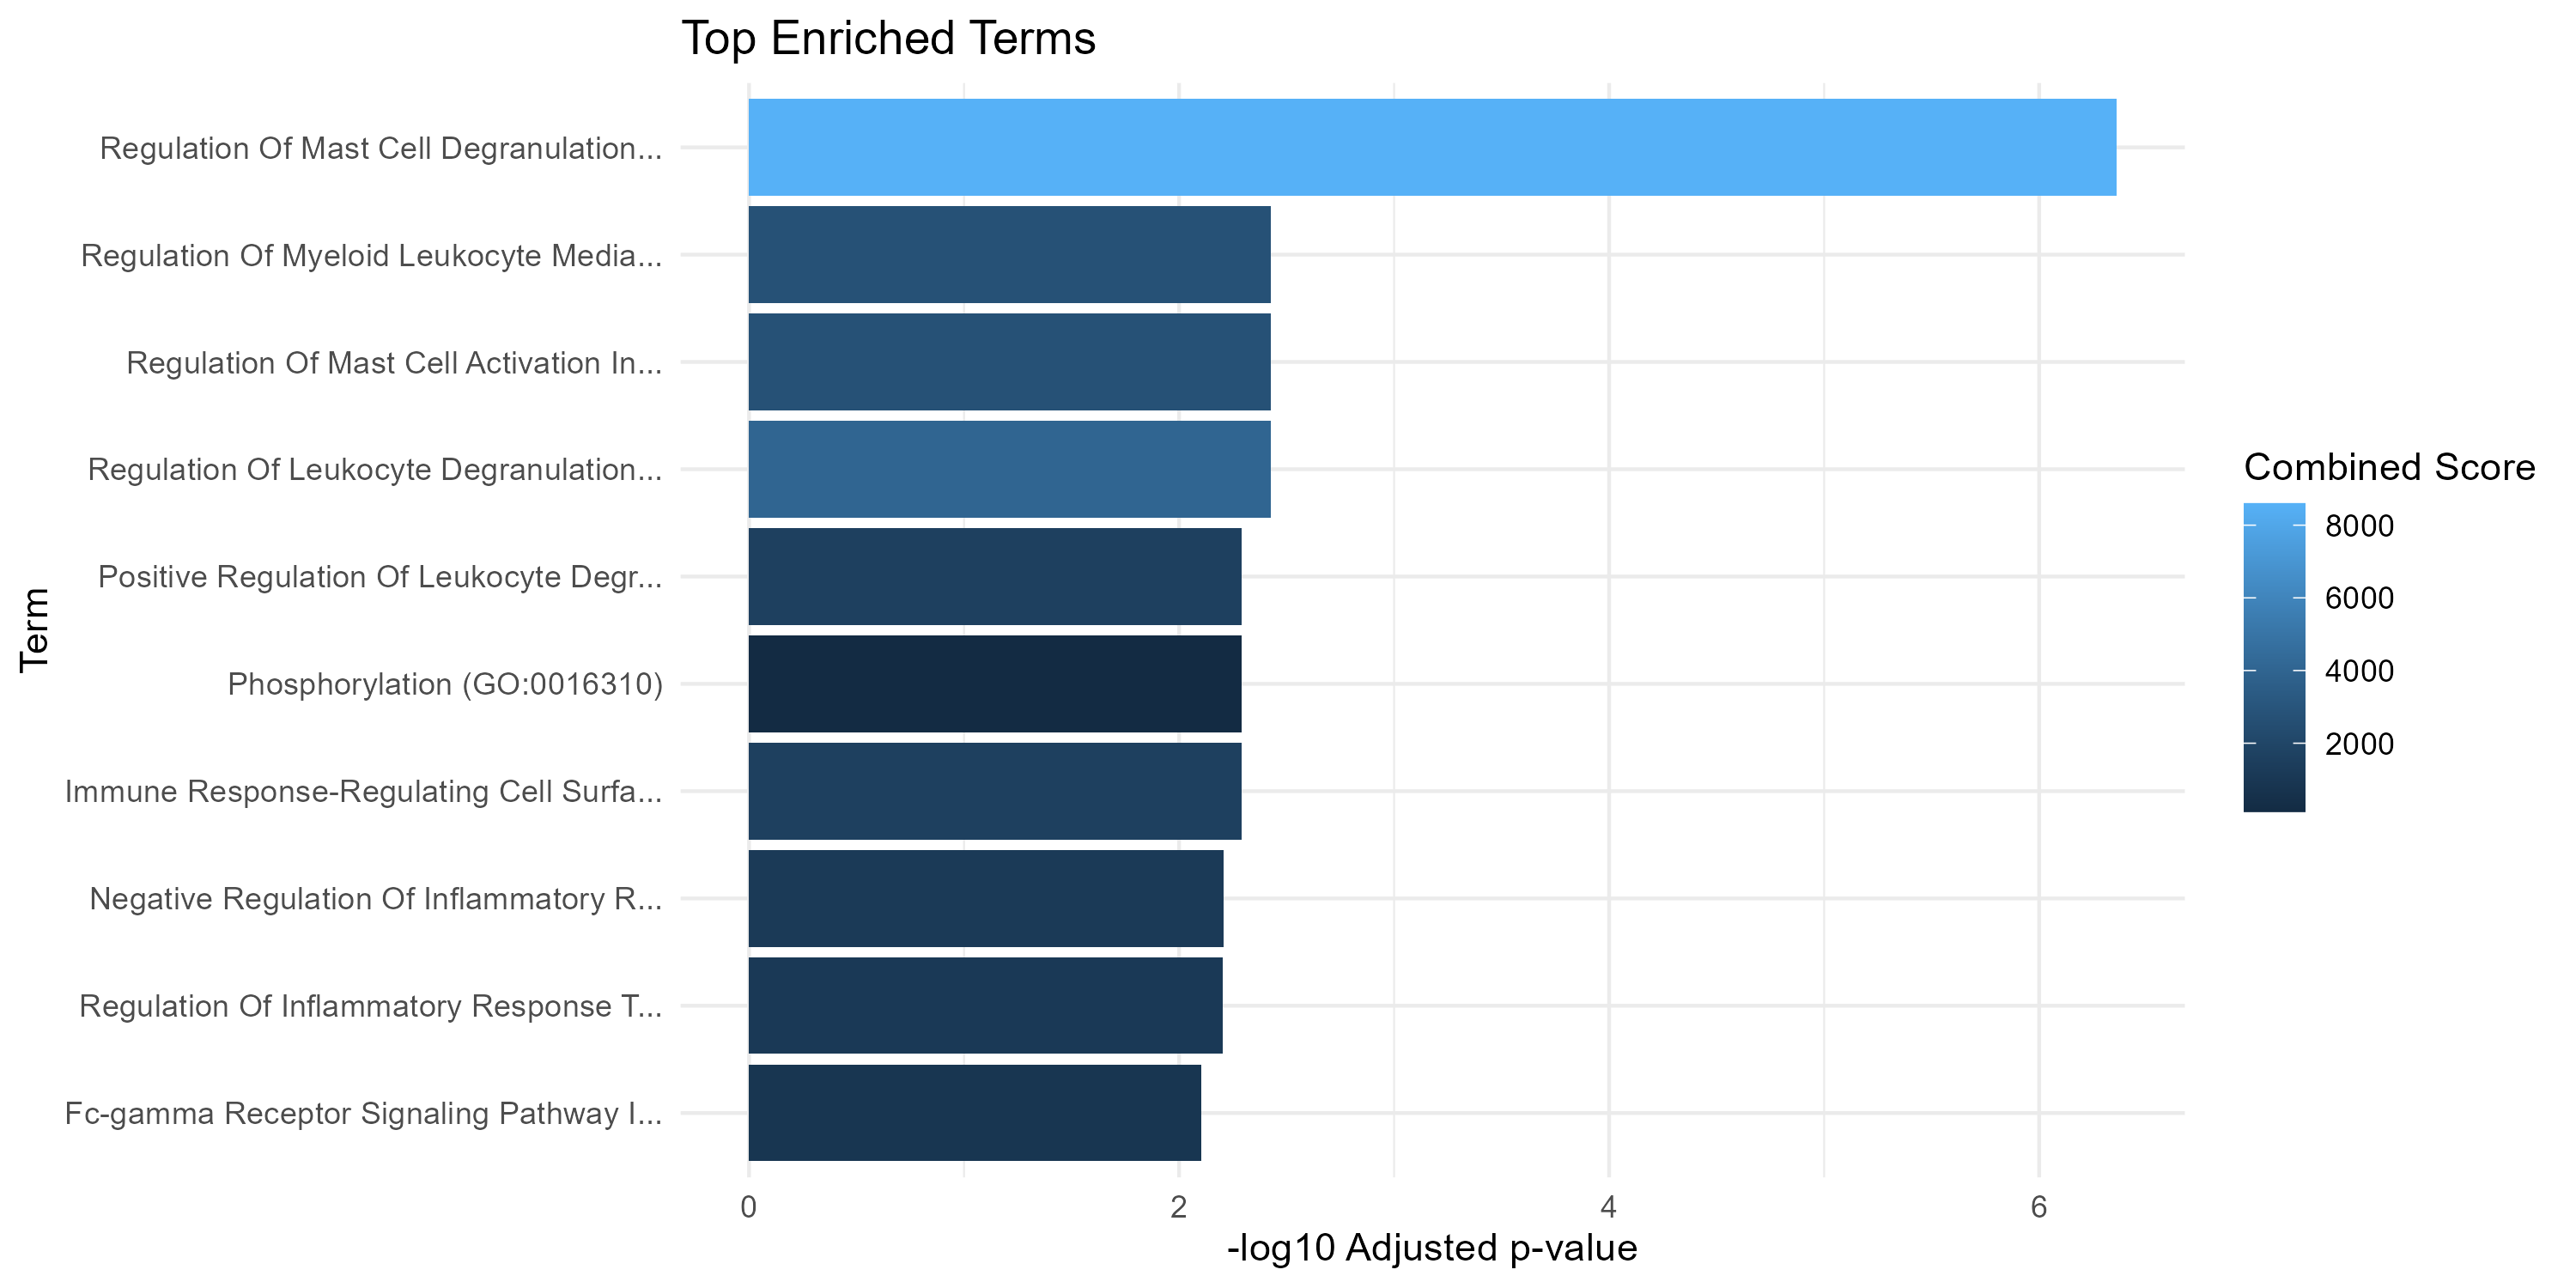 Top Enriched Terms
Regulation Of Mast Cell Degranulation...
Regulation Of Myeloid Leukocyte Media...
Regulation Of Mast Cell Activation In...
Regulation Of Leukocyte Degranulation...
Positive Regulation Of Leukocyte Degr...
Phosphorylation (GO:0016310)
Immune Response-Regulating Cell Surfa...
Negative Regulation Of Inflammatory R...
Regulation Of Inflammatory Response T...
Fc-gamma Receptor Signaling Pathway I...
Term
0
2
4
6
-log10 Adjusted p-value
Combined Score
8000
6000
4000
2000